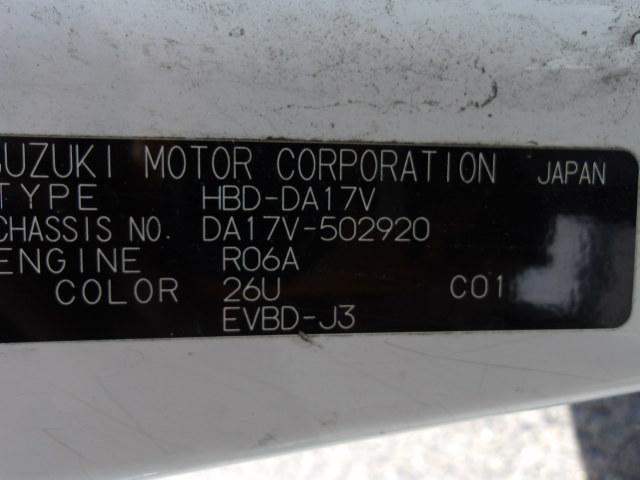 SUZUKI MOTOR CORPORATION JAPAN
TYPE HBD-DA17V
CHASSIS NO. DA17V-502920
ENGINE R06A
COLOR 26U C01
EVBD-J3